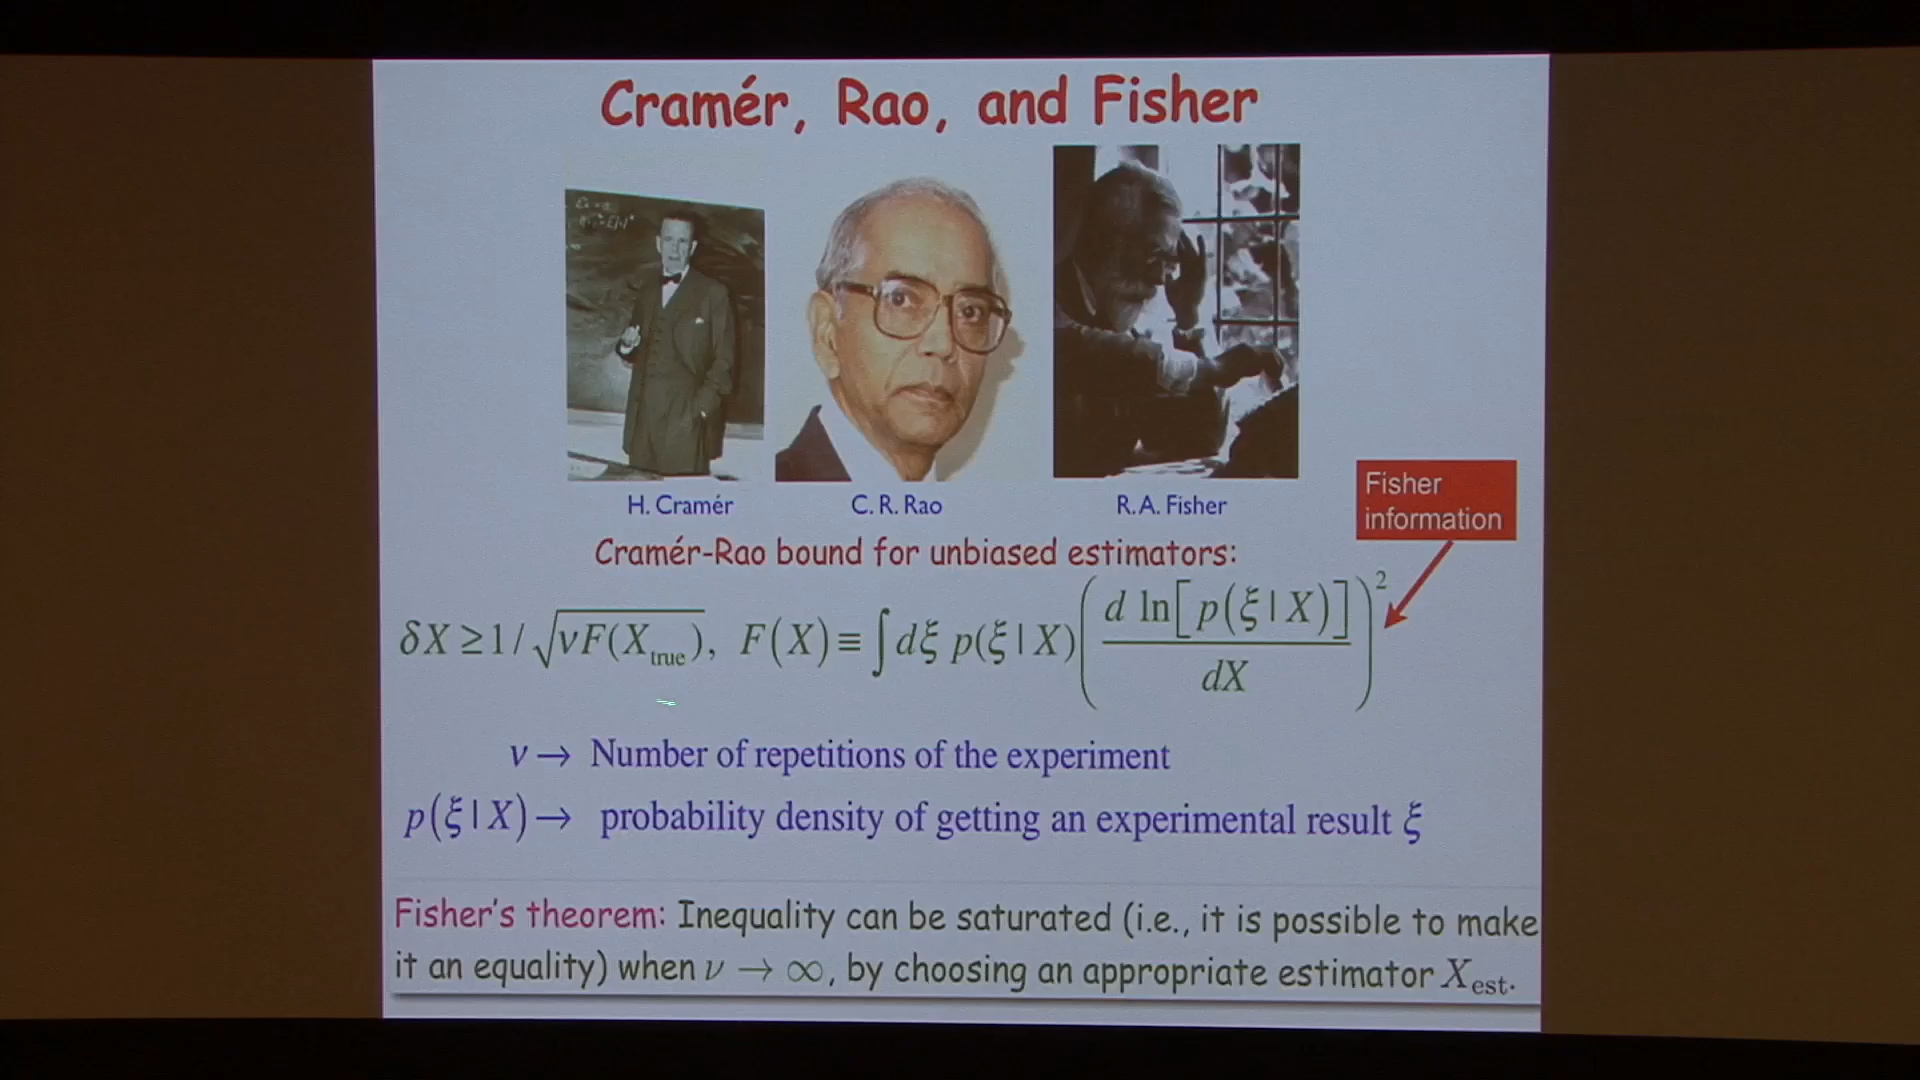 Cramér, Rao, and Fisher
H. Cramér
C. R. Rao
R.A. Fisher
Fisher
information
Cramér-Rao bound for unbiased estimators:
δX ≥ 1/√(νF(X_true)), F(X) ≡ ∫dξ p(ξ|X) (d ln[p(ξ|X)] / dX)²
ν → Number of repetitions of the experiment
p(ξ|X) → probability density of getting an experimental result ξ
Fisher's theorem: Inequality can be saturated (i.e., it is possible to make
it an equality) when ν → ∞, by choosing an appropriate estimator X_est.